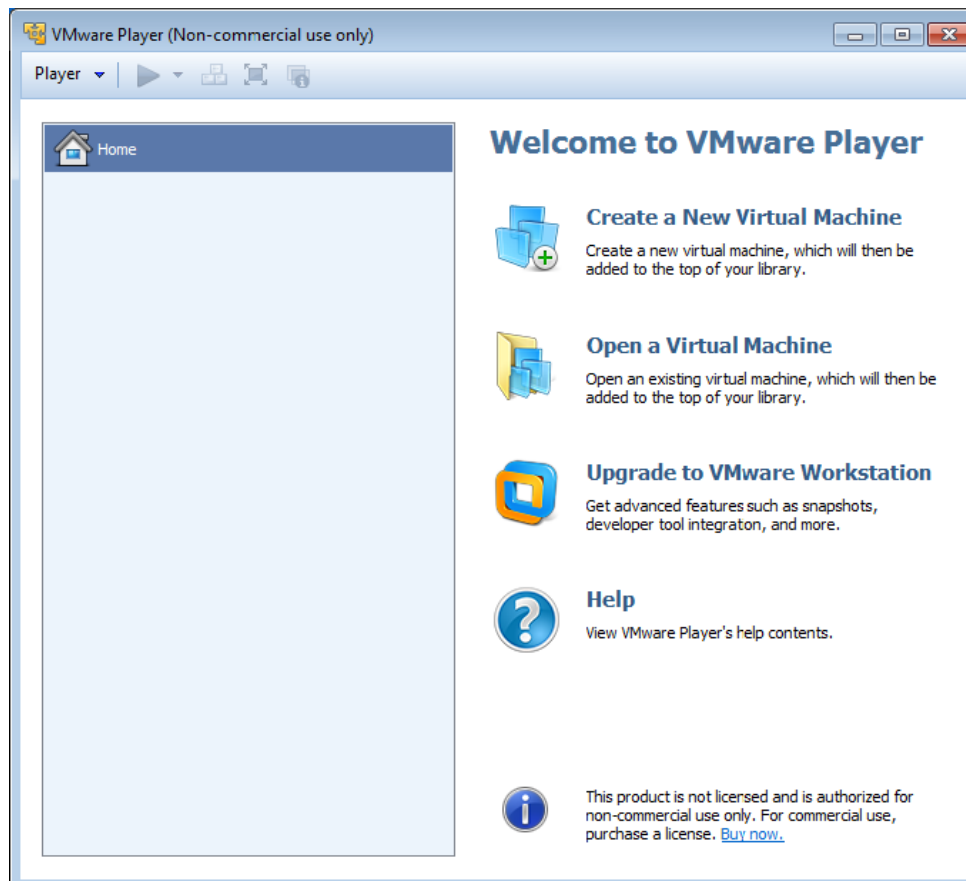 VMware Player (Non-commercial use only)
Player
Home
Welcome to VMware Player
Create a New Virtual Machine
Create a new virtual machine, which will then be
added to the top of your library.
Open a Virtual Machine
Open an existing virtual machine, which will then be
added to the top of your library.
Upgrade to VMware Workstation
Get advanced features such as snapshots,
developer tool integraton, and more.
Help
View VMware Player's help contents.
This product is not licensed and is authorized for
non-commercial use only. For commercial use,
purchase a license. Buy now.